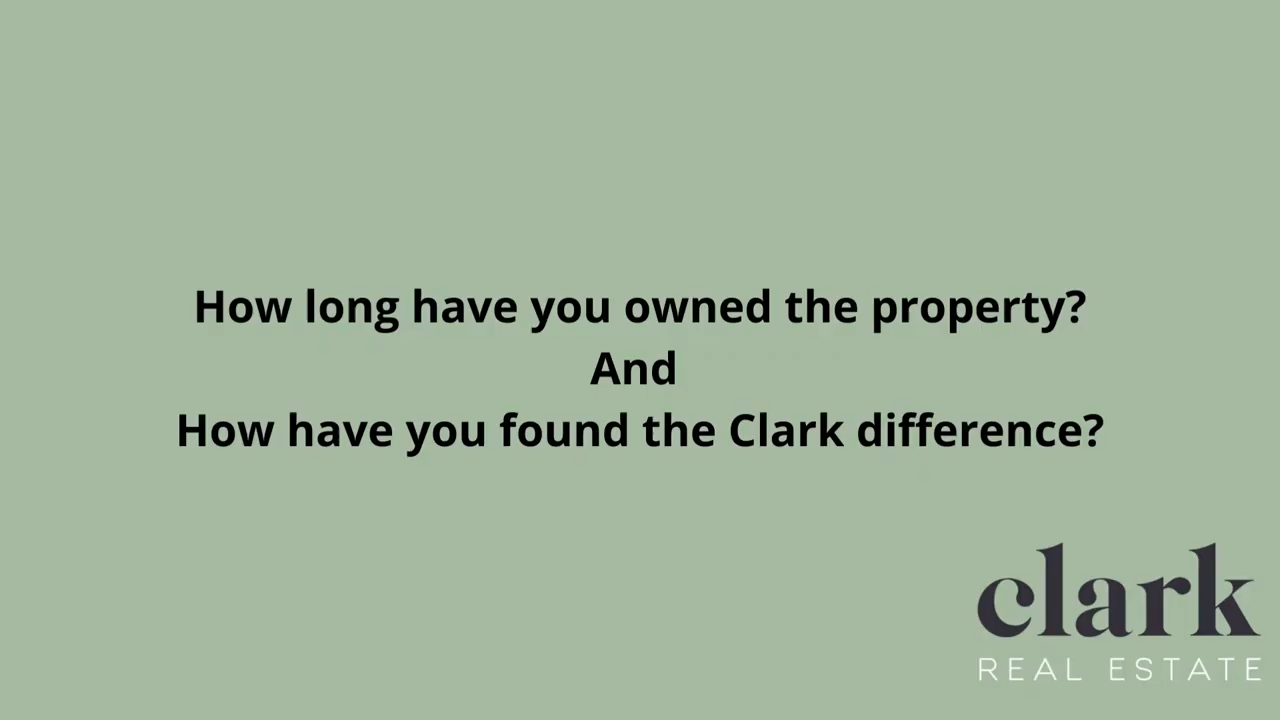 How long have you owned the property?
And
How have you found the Clark difference?
clark
REAL ESTATE